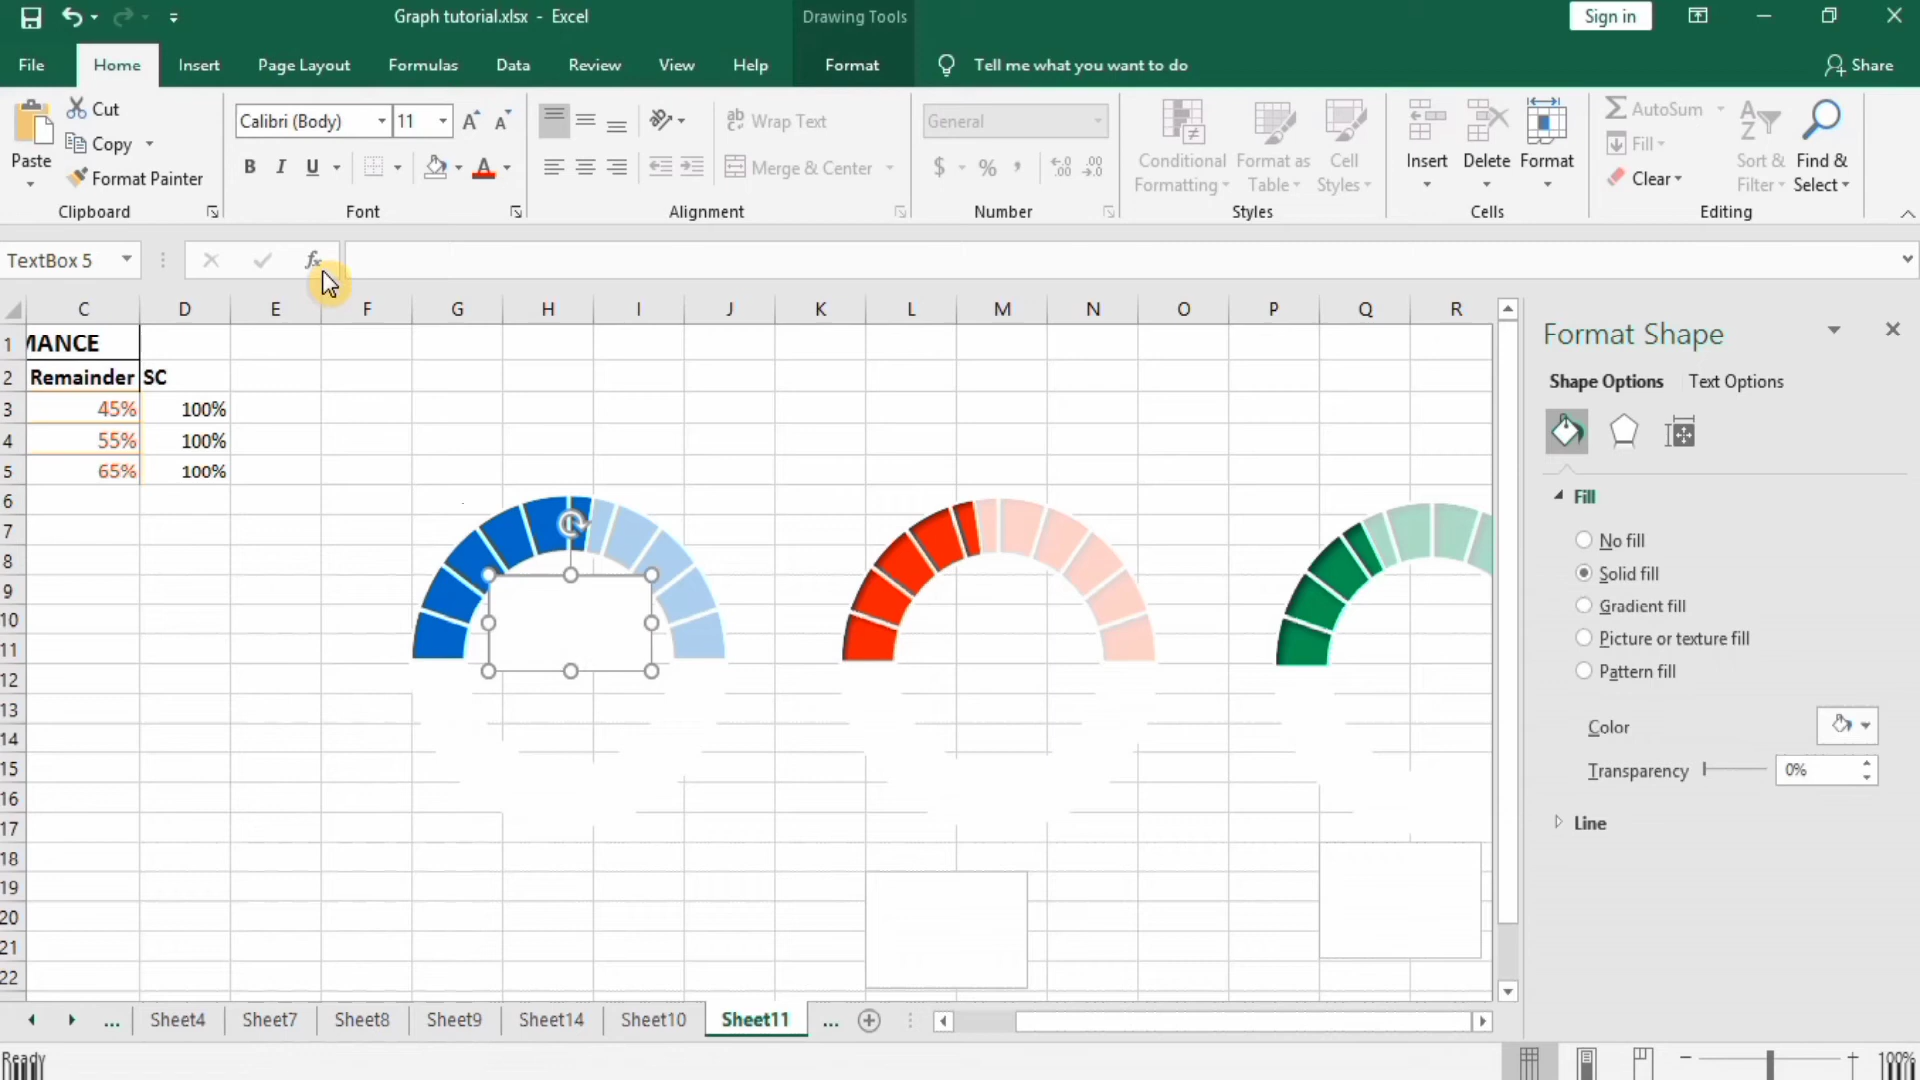 Graph tutorial.xlsx - Excel
Drawing Tools
Sign in
File
Home
Insert
Page Layout
Formulas
Data
Review
View
Help
Format
Tell me what you want to do
Share
Paste
Cut
Copy
Format Painter
Clipboard
Calibri (Body)
11
B I U
Font
Wrap Text
Merge & Center
Alignment
General
$ % ,
Number
Conditional Formatting
Format as Table
Cell Styles
Styles
Insert
Delete
Format
Cells
AutoSum
Fill
Clear
Sort & Filter
Find & Select
Editing
TextBox 5
fx
C D E F G H I J K L M N O P Q R
1 MANCE
2 Remainder SC
3 45% 100%
4 55% 100%
5 65% 100%
6
7
8
9
10
11
12
13
14
15
16
17
18
19
20
21
22
Format Shape
Shape Options Text Options
Fill
No fill
Solid fill
Gradient fill
Picture or texture fill
Pattern fill
Color
Transparency 0%
Line
... Sheet4 Sheet7 Sheet8 Sheet9 Sheet14 Sheet10 Sheet11 ...
Ready
100%